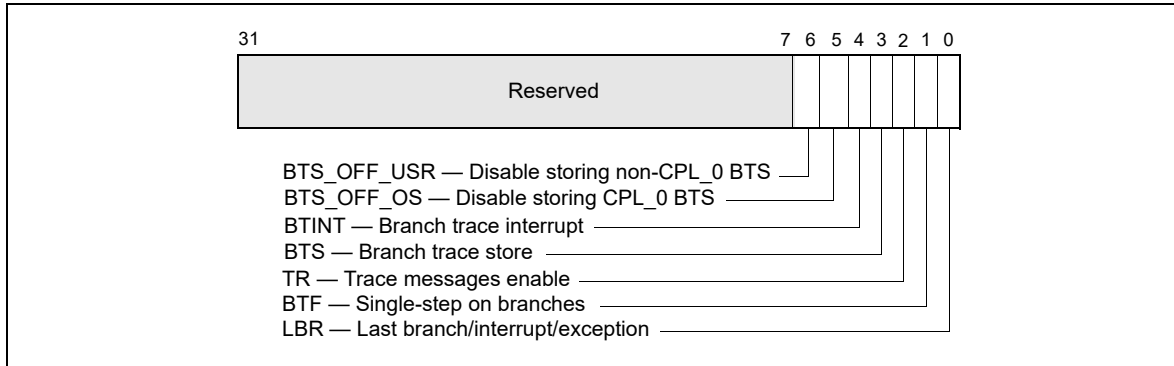 31 7 6 5 4 3 2 1 0
Reserved
BTS_OFF_USR — Disable storing non-CPL_0 BTS
BTS_OFF_OS — Disable storing CPL_0 BTS
BTINT — Branch trace interrupt
BTS — Branch trace store
TR — Trace messages enable
BTF — Single-step on branches
LBR — Last branch/interrupt/exception